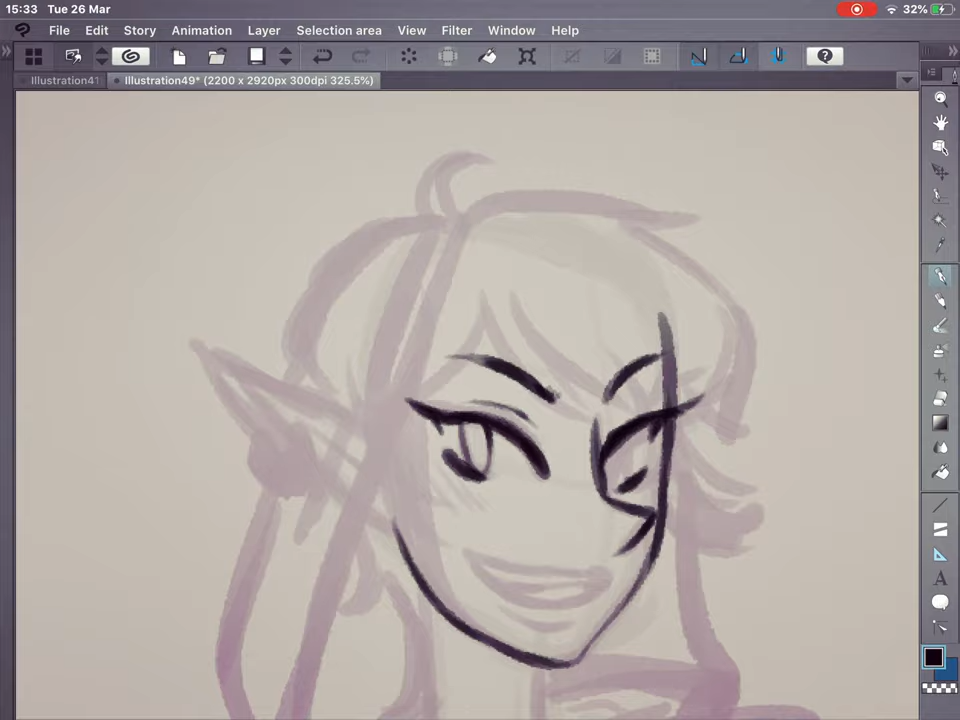 15:33 Tue 26 Mar 32%
File Edit Story Animation Layer Selection area View Filter Window Help
Illustration41 Illustration49* (2200 x 2920px 300dpi 325.5%)
A